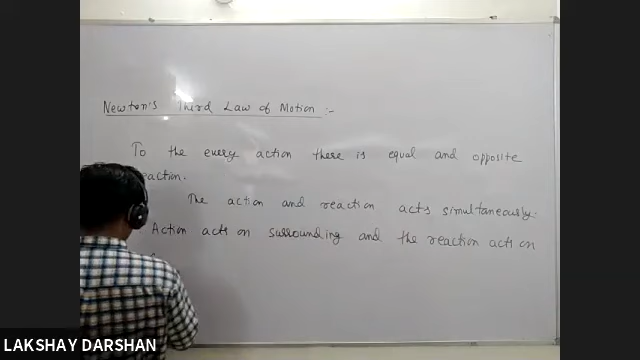 Newton's Third Law of Motion :-
To the every action there is equal and opposite
eaction.
The action and reaction acts simultaneously.
Action acts on surrounding and the reaction acts on
LAKSHAY DARSHAN